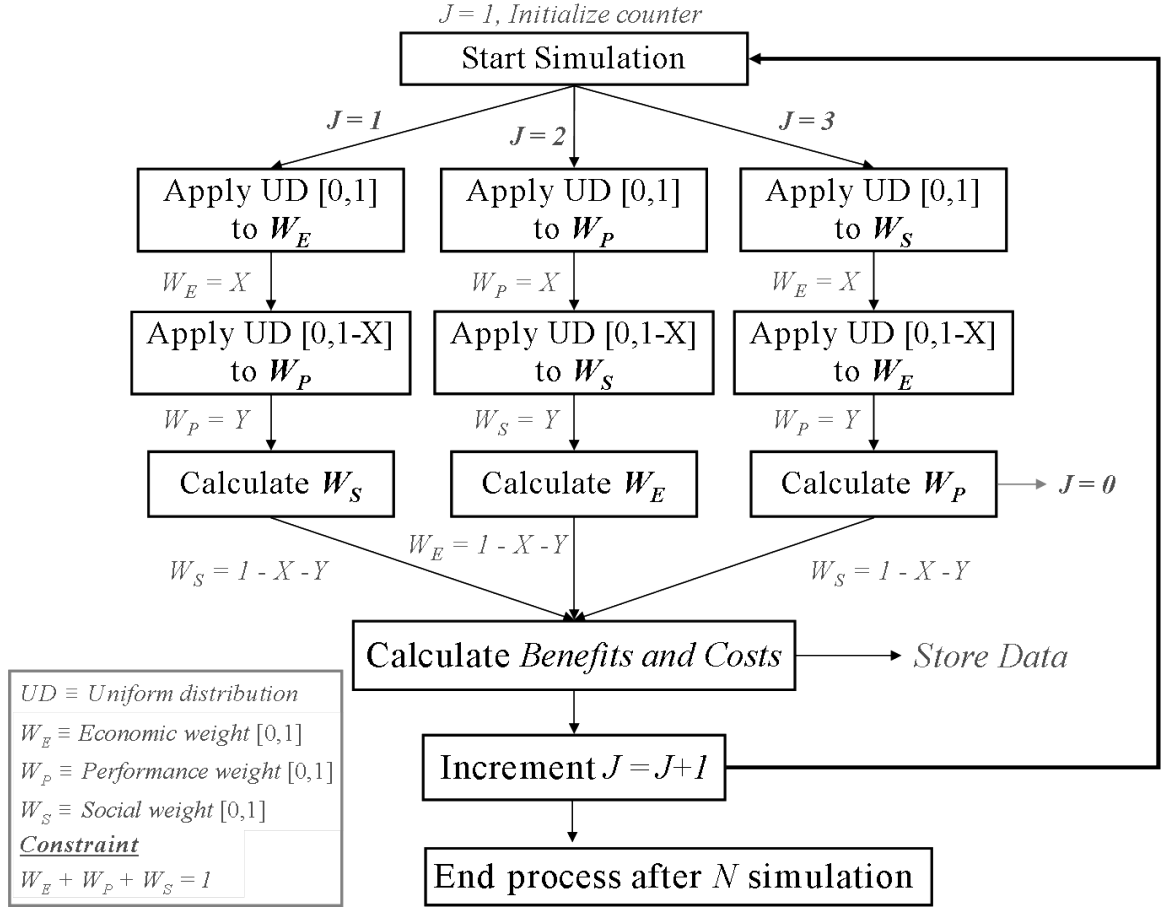 J = 1, Initialize counter
Start Simulation
J = 1
J = 2
J = 3
Apply UD [0,1]
to W_E
Apply UD [0,1]
to W_P
Apply UD [0,1]
to W_S
W_E = X
W_P = X
W_E = X
Apply UD [0,1-X]
to W_P
Apply UD [0,1-X]
to W_S
Apply UD [0,1-X]
to W_E
W_P = Y
W_S = Y
W_P = Y
Calculate W_S
Calculate W_E
Calculate W_P
J = 0
W_S = 1 - X -Y
W_E = 1 - X -Y
W_S = 1 - X -Y
Calculate Benefits and Costs
Store Data
Increment J = J+1
End process after N simulation
UD ≡ Uniform distribution
W_E ≡ Economic weight [0,1]
W_P ≡ Performance weight [0,1]
W_S ≡ Social weight [0,1]
Constraint
W_E + W_P + W_S = 1